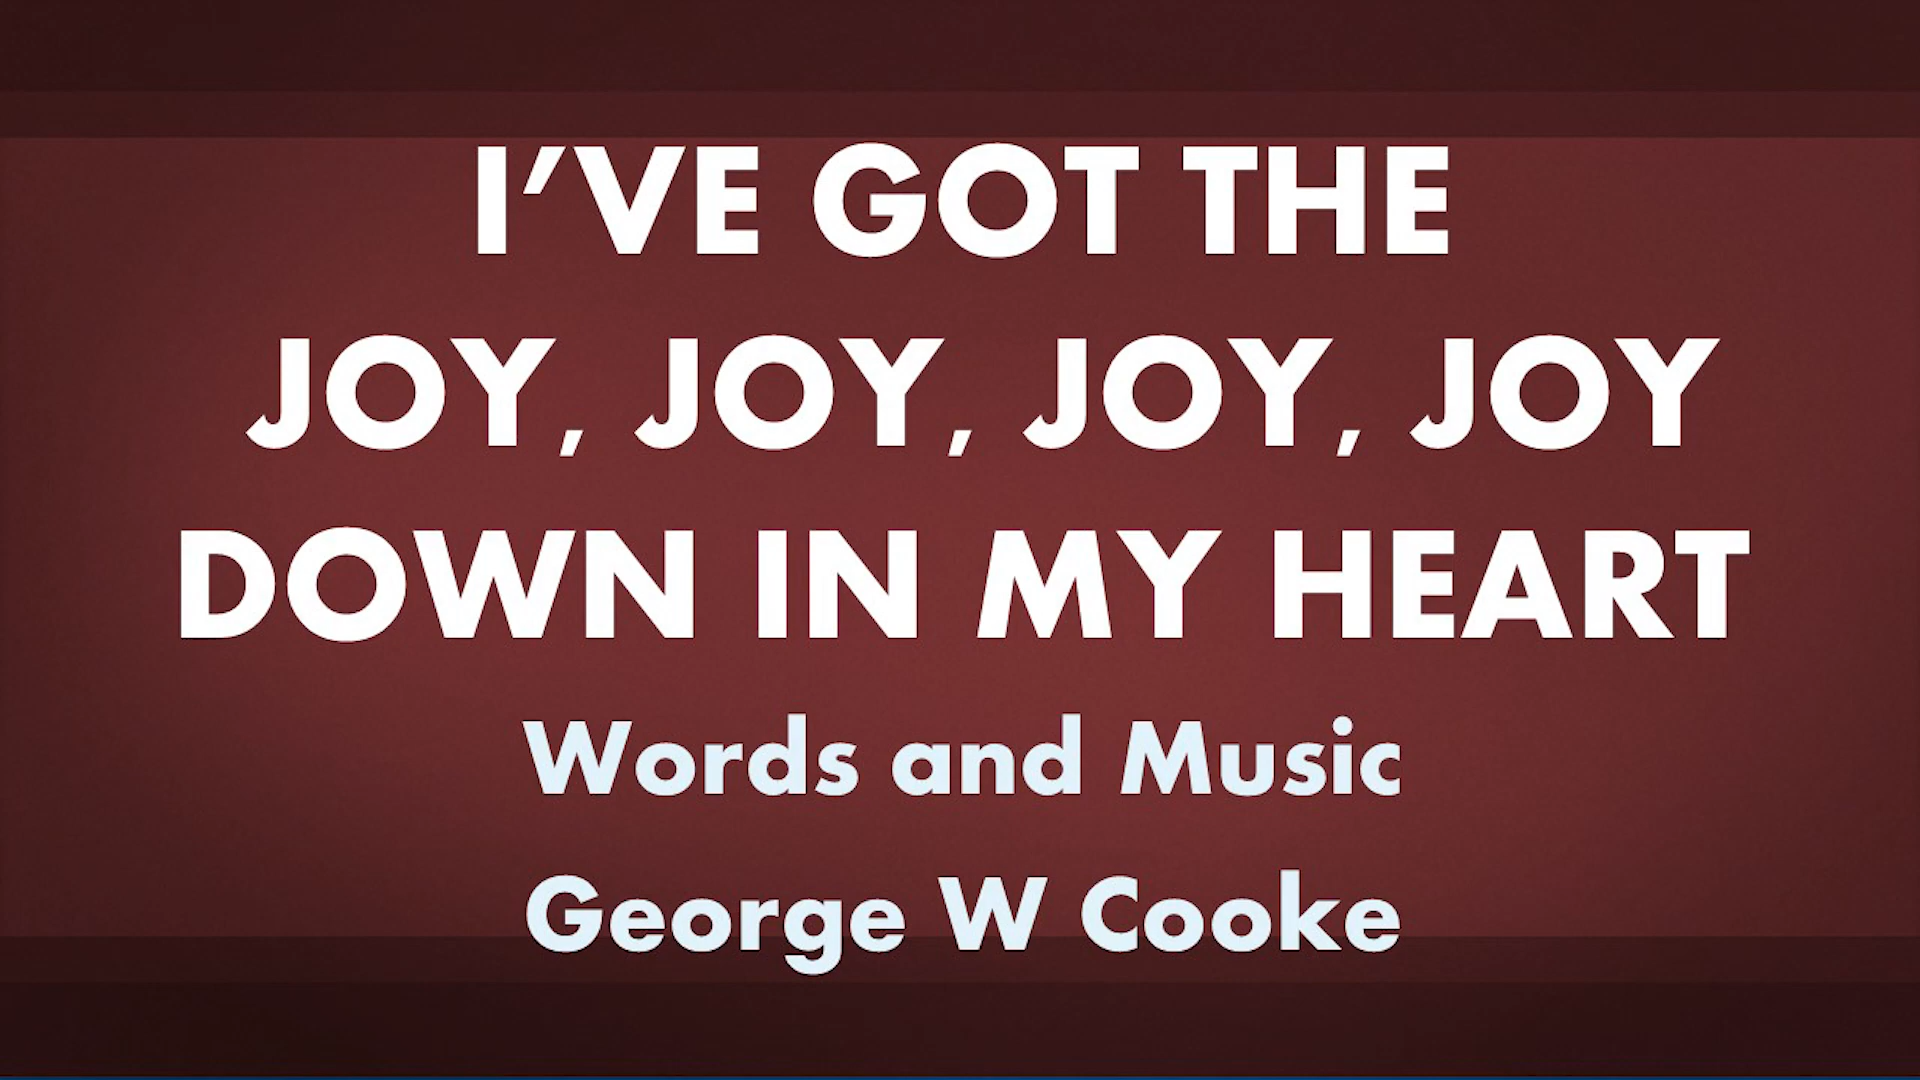 I’VE GOT THE
JOY, JOY, JOY, JOY
DOWN IN MY HEART
Words and Music
George W Cooke